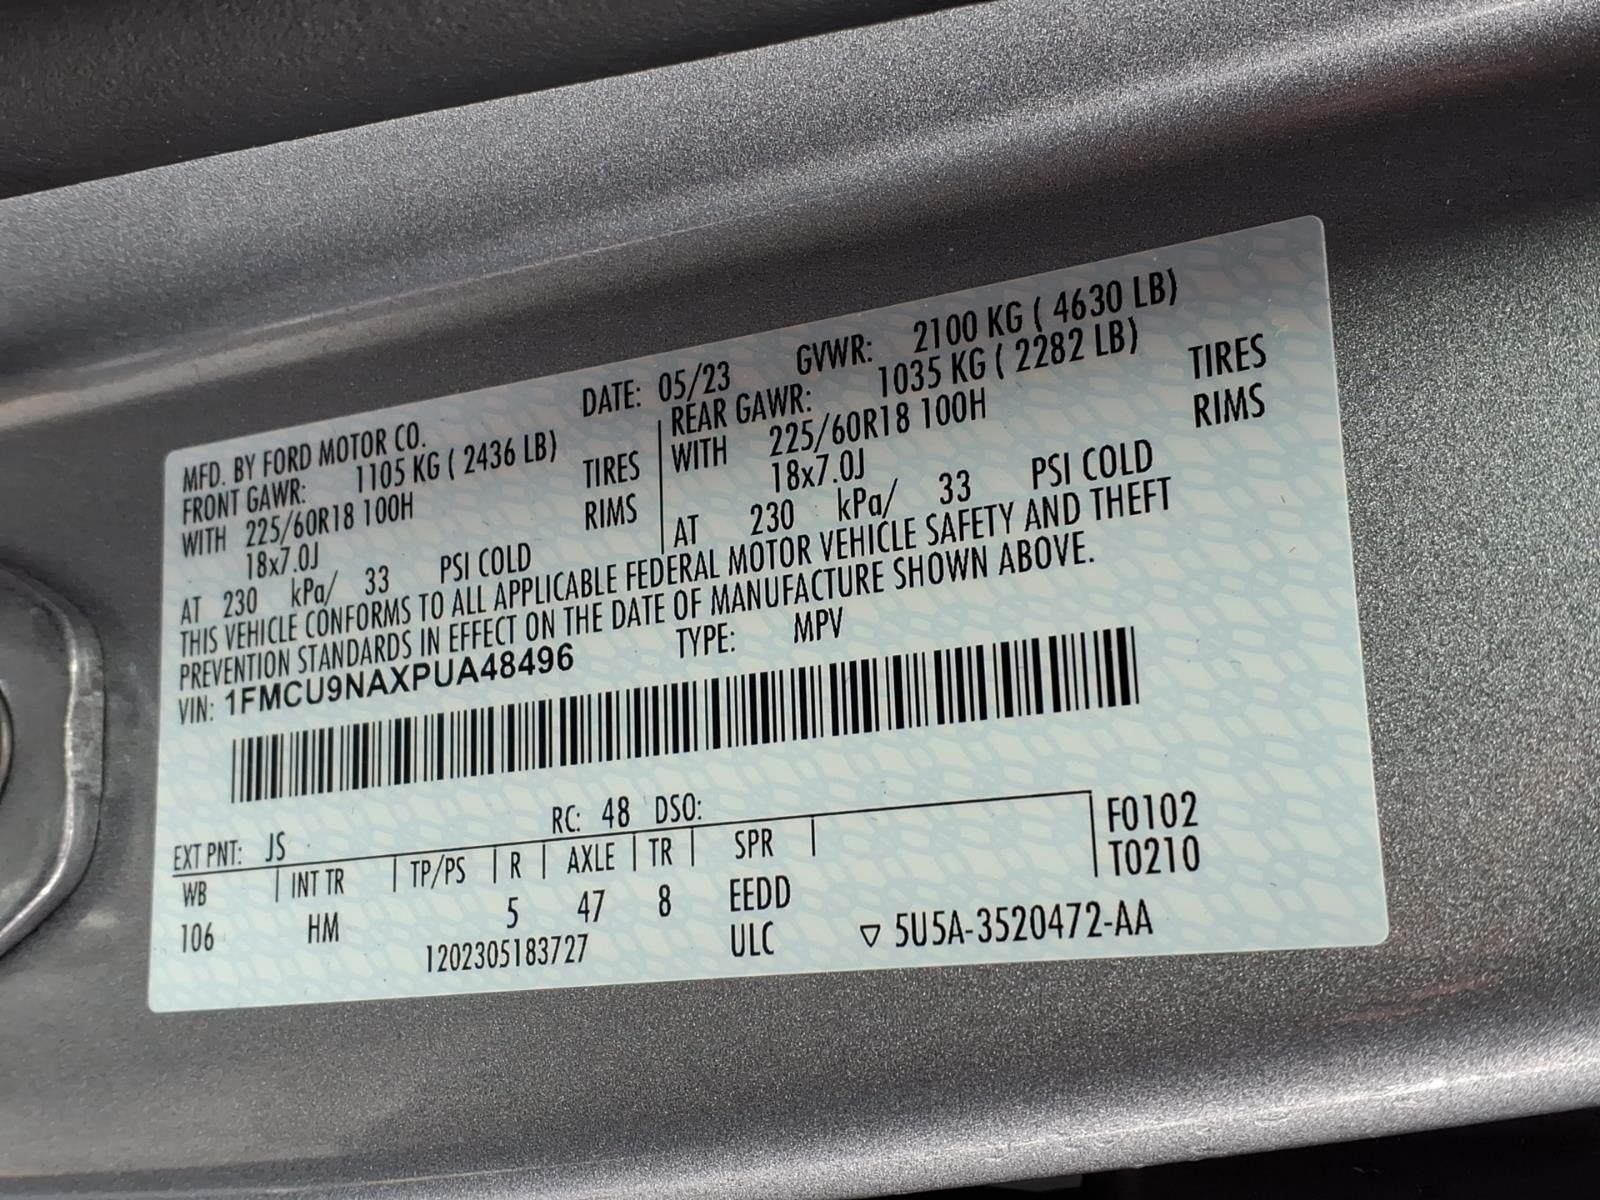 MFD. BY FORD MOTOR CO.
DATE: 05/23
GVWR: 2100 KG ( 4630 LB)
FRONT GAWR: 1105 KG ( 2436 LB)
WITH 225/60R18 100H TIRES
18x7.0J RIMS
AT 230 kPa/ 33 PSI COLD
REAR GAWR: 1035 KG ( 2282 LB)
WITH 225/60R18 100H TIRES
18x7.0J RIMS
AT 230 kPa/ 33 PSI COLD
THIS VEHICLE CONFORMS TO ALL APPLICABLE FEDERAL MOTOR VEHICLE SAFETY AND THEFT
PREVENTION STANDARDS IN EFFECT ON THE DATE OF MANUFACTURE SHOWN ABOVE.
VIN: 1FMCU9NAXPUA48496 TYPE: MPV
EXT PNT: JS RC: 48 DSO:
WB | INT TR | TP/PS | R | AXLE | TR | SPR | F0102
106 HM 5 47 8 EEDD T0210
1202305183727 ULC ▽ 5U5A-3520472-AA